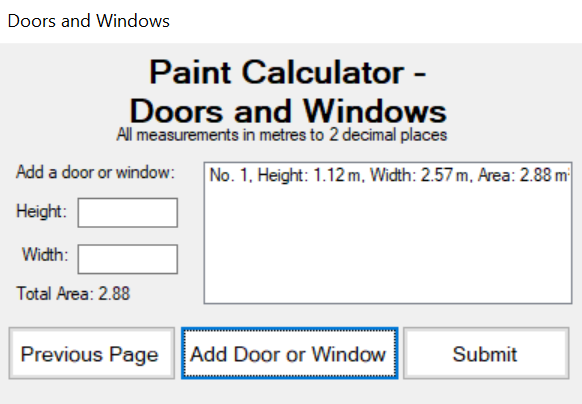 Doors and Windows
Paint Calculator -
Doors and Windows
All measurements in metres to 2 decimal places
Add a door or window:
No. 1, Height: 1.12 m, Width: 2.57 m, Area: 2.88 m²
Height:
Width:
Total Area: 2.88
Previous Page
Add Door or Window
Submit